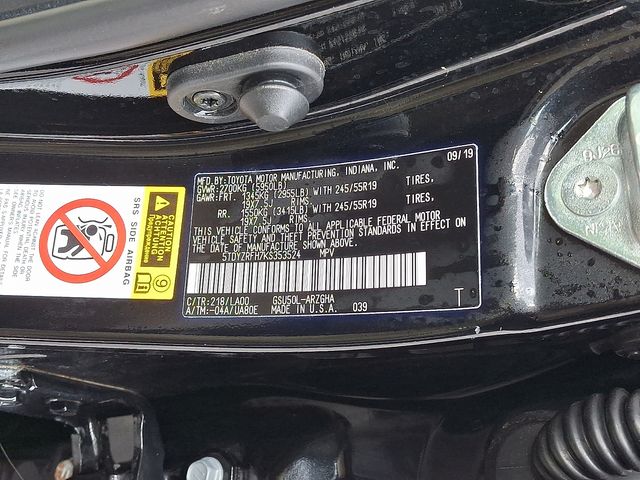 MFD.BY:TOYOTA MOTOR MANUFACTURING, INDIANA, INC. 09/19
GVWR:2700KG (5950LB)
GAWR:FRT. 1345KG (2965LB) WITH 245/55R19 TIRES.
19X7.5J RIMS
RR. 1550KG (3415LB) WITH 245/55R19 TIRES.
19X7.5J RIMS
THIS VEHICLE CONFORMS TO ALL APPLICABLE FEDERAL MOTOR
VEHICLE SAFETY AND THEFT PREVENTION STANDARDS IN EFFECT ON
THE DATE OF MANUFACTURE SHOWN ABOVE.
5TDYZRFH7KS353524 MPV
C/TR:218/LA00 GSU50L-ARZGHA
A/TM:-04A/UA80E MADE IN U.S.A. 039 T
SRS SIDE AIRBAG
CAUTION
ATTENTION
ACHTUNG